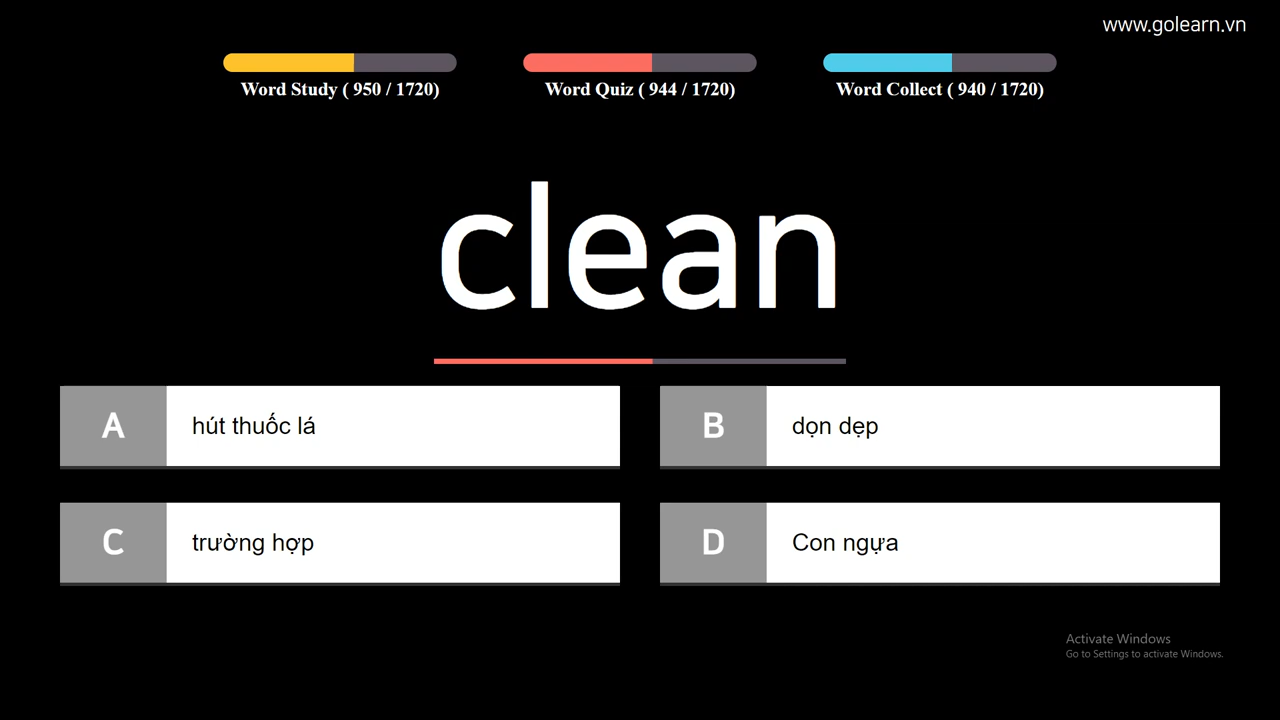 www.golearn.vn
Word Study ( 950 / 1720)
Word Quiz ( 944 / 1720)
Word Collect ( 940 / 1720)
clean
A hút thuốc lá
B dọn dẹp
C trường hợp
D Con ngựa
Activate Windows
Go to Settings to activate Windows.